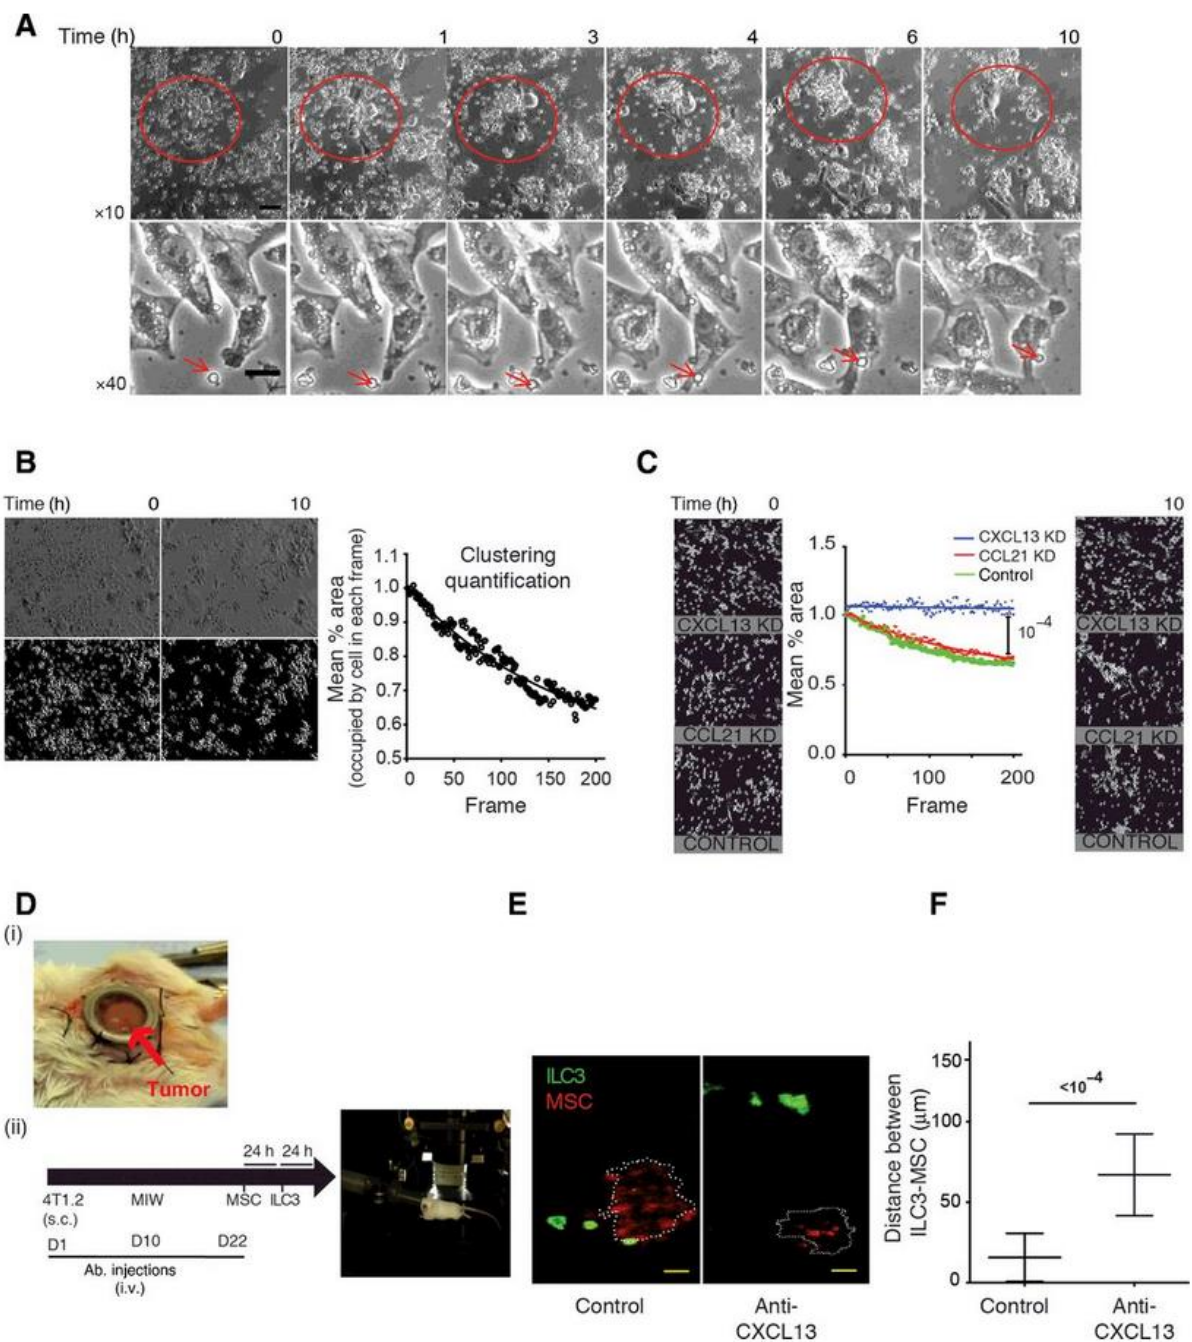 A
Time (h) 0 1 3 4 6 10
×10
×40
B
Time (h) 0 10
Clustering
quantification
Mean % area
(occupied by cell in each frame)
1.1
1.0
0.9
0.8
0.7
0.6
0.5
0 50 100 150 200
Frame
C
Time (h) 0 10
CXCL13 KD
CCL21 KD
Control
Mean % area
1.5
1.0
0.5
0.0
10⁻⁴
0 100 200
Frame
CXCL13 KD
CCL21 KD
CONTROL
CXCL13 KD
CCL21 KD
CONTROL
D
(i)
Tumor
(ii)
24 h 24 h
4T1.2 MIW MSC ILC3
(s.c.)
D1 D10 D22
Ab. injections
(i.v.)
E
ILC3
MSC
Control Anti-
CXCL13
F
Distance between
ILC3-MSC (μm)
150
100
50
0
<10⁻⁴
Control Anti-
CXCL13